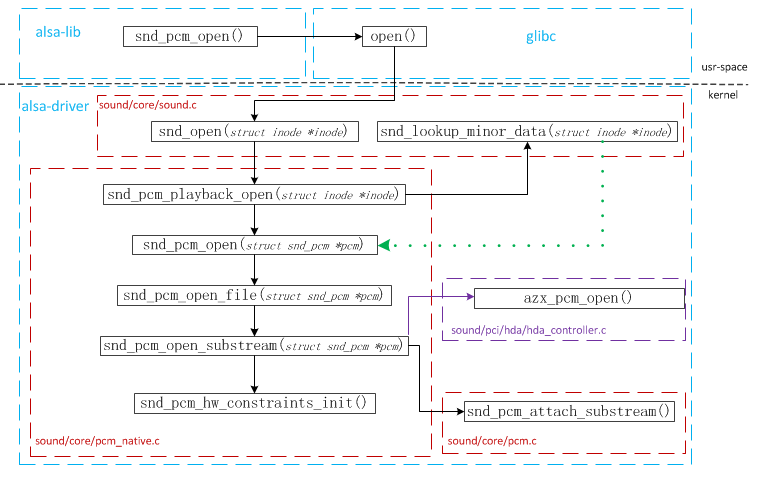 alsa-lib
snd_pcm_open()
open()
glibc
usr-space
kernel
alsa-driver
sound/core/sound.c
snd_open(struct inode *inode)
snd_lookup_minor_data(struct inode *inode)
snd_pcm_playback_open(struct inode *inode)
snd_pcm_open(struct snd_pcm *pcm)
snd_pcm_open_file(struct snd_pcm *pcm)
azx_pcm_open()
sound/pci/hda/hda_controller.c
snd_pcm_open_substream(struct snd_pcm *pcm)
snd_pcm_hw_constraints_init()
snd_pcm_attach_substream()
sound/core/pcm_native.c
sound/core/pcm.c